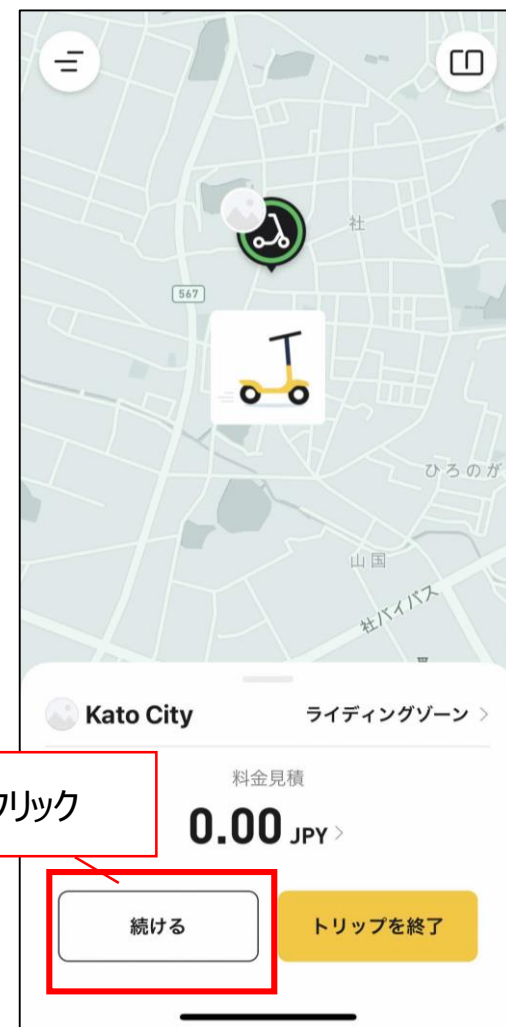 社
567
ひろのが
山国
社バイパス
Kato City
ライディングゾーン
料金見積
0.00 JPY
クリック
続ける
トリップを終了